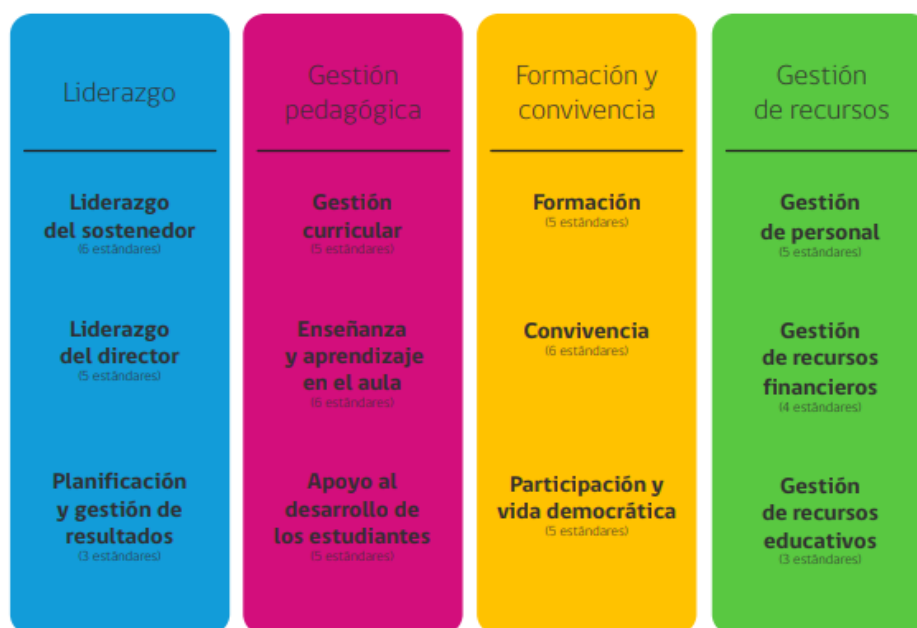 Liderazgo
Liderazgo
del sostenedor
(6 estándares)
Liderazgo
del director
(5 estándares)
Planificación
y gestión de
resultados
(3 estándares)
Gestión
pedagógica
Gestión
curricular
(5 estándares)
Enseñanza
y aprendizaje
en el aula
(6 estándares)
Apoyo al
desarrollo de
los estudiantes
(5 estándares)
Formación y
convivencia
Formación
(5 estándares)
Convivencia
(6 estándares)
Participación y
vida democrática
(5 estándares)
Gestión
de recursos
Gestión
de personal
(5 estándares)
Gestión
de recursos
financieros
(4 estándares)
Gestión
de recursos
educativos
(3 estándares)